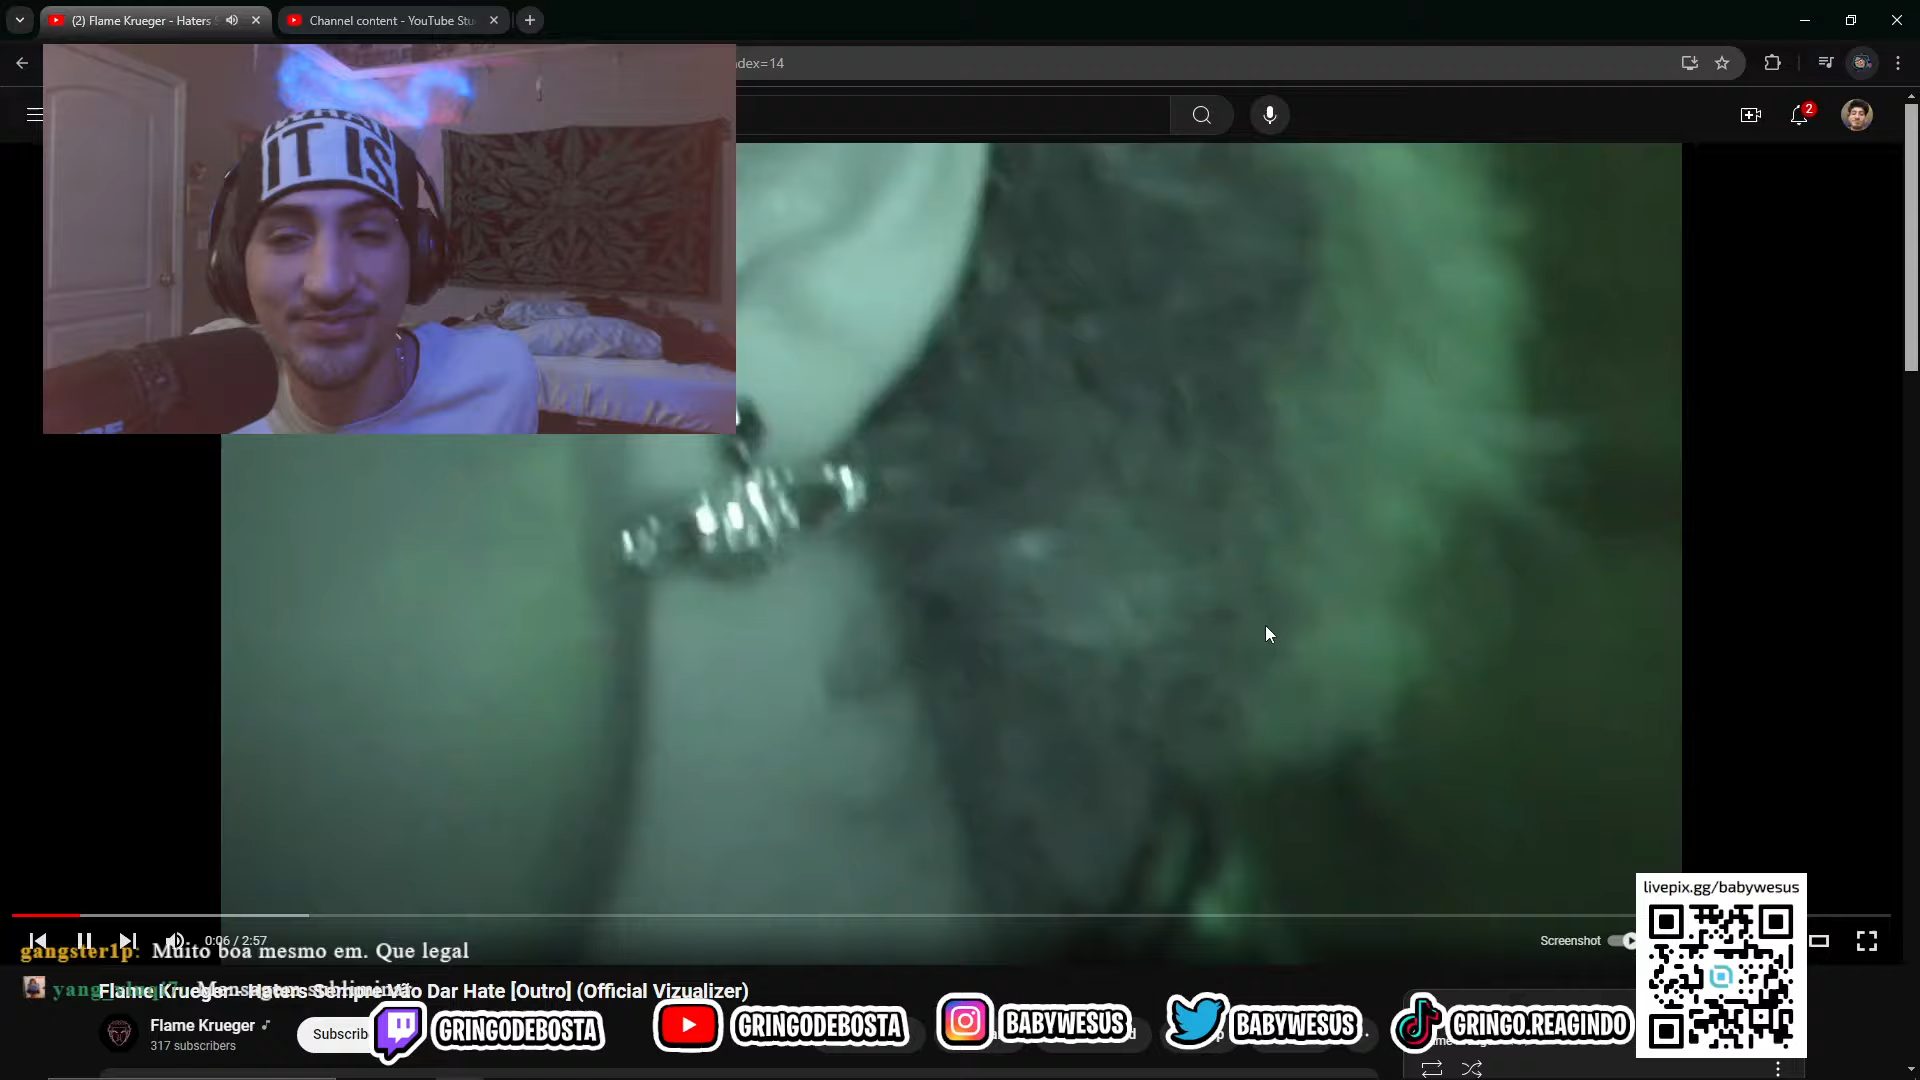 (2) Flame Krueger - Haters
Channel content - YouTube Stu
ndex=14
2
IT IS
livepix.gg/babywesus
0:06 / 2:57
Screenshot
gangster1p: Muito boa mesmo em. Que legal
Flame Krueger - Haters Sempre Vão Dar Hate [Outro] (Official Vizualizer)
Flame Krueger
317 subscribers
Subscrib
GRINGODEBOSTA
GRINGODEBOSTA
BABYWESUS
BABYWESUS
GRINGO.REAGINDO